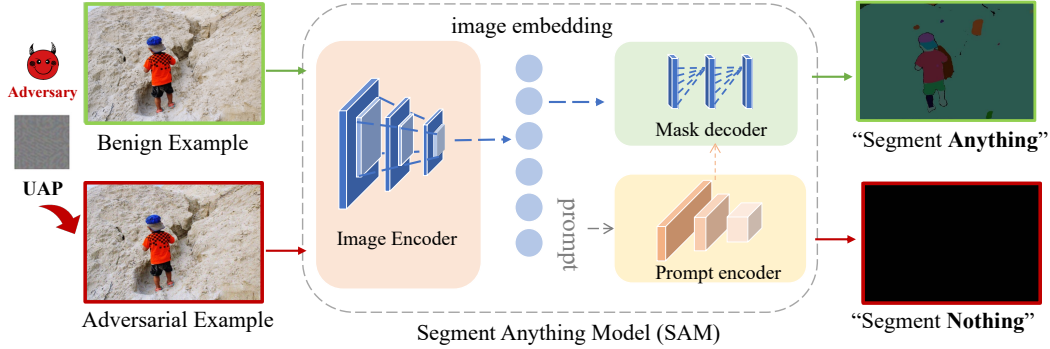 image embedding
Adversary
Benign Example
UAP
Adversarial Example
Image Encoder
prompt
Mask decoder
Prompt encoder
Segment Anything Model (SAM)
“Segment Anything”
“Segment Nothing”